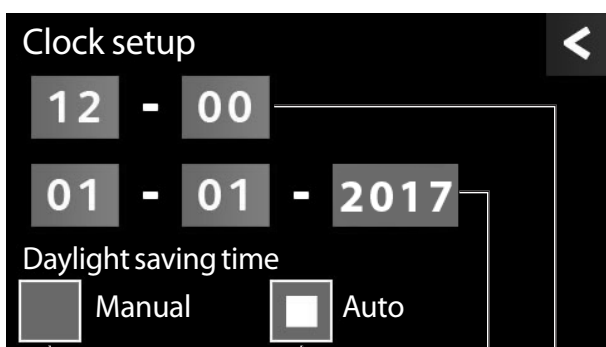 Clock setup <
12 - 00
01 - 01 - 2017
Daylight saving time
Manual Auto